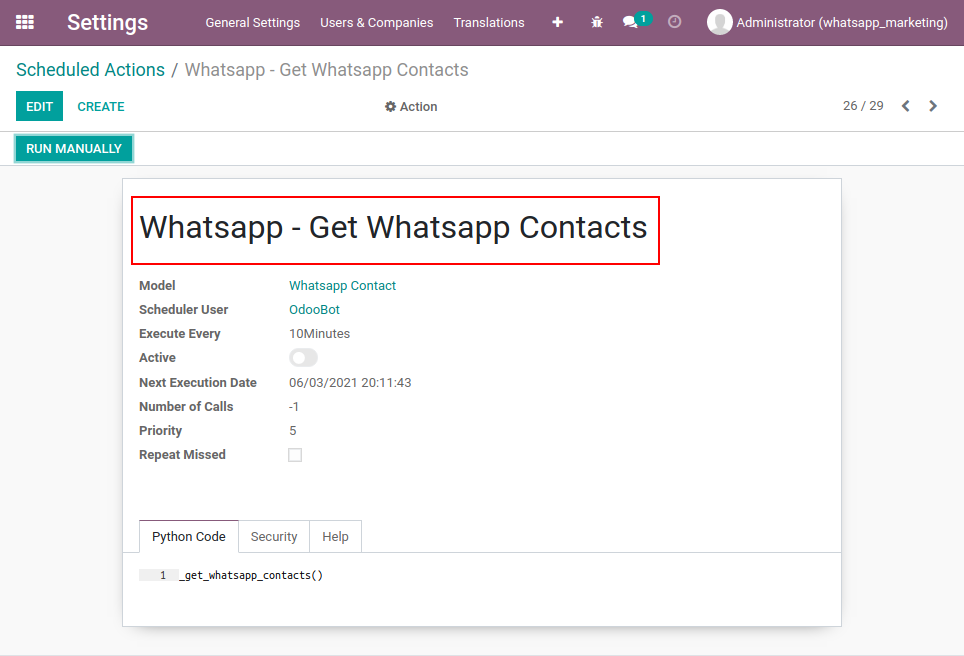 Settings General Settings Users & Companies Translations 1 Administrator (whatsapp_marketing)
Scheduled Actions / Whatsapp - Get Whatsapp Contacts
EDIT CREATE Action 26 / 29
RUN MANUALLY
Whatsapp - Get Whatsapp Contacts
Model Whatsapp Contact
Scheduler User OdooBot
Execute Every 10Minutes
Active
Next Execution Date 06/03/2021 20:11:43
Number of Calls -1
Priority 5
Repeat Missed
Python Code Security Help
1 _get_whatsapp_contacts()